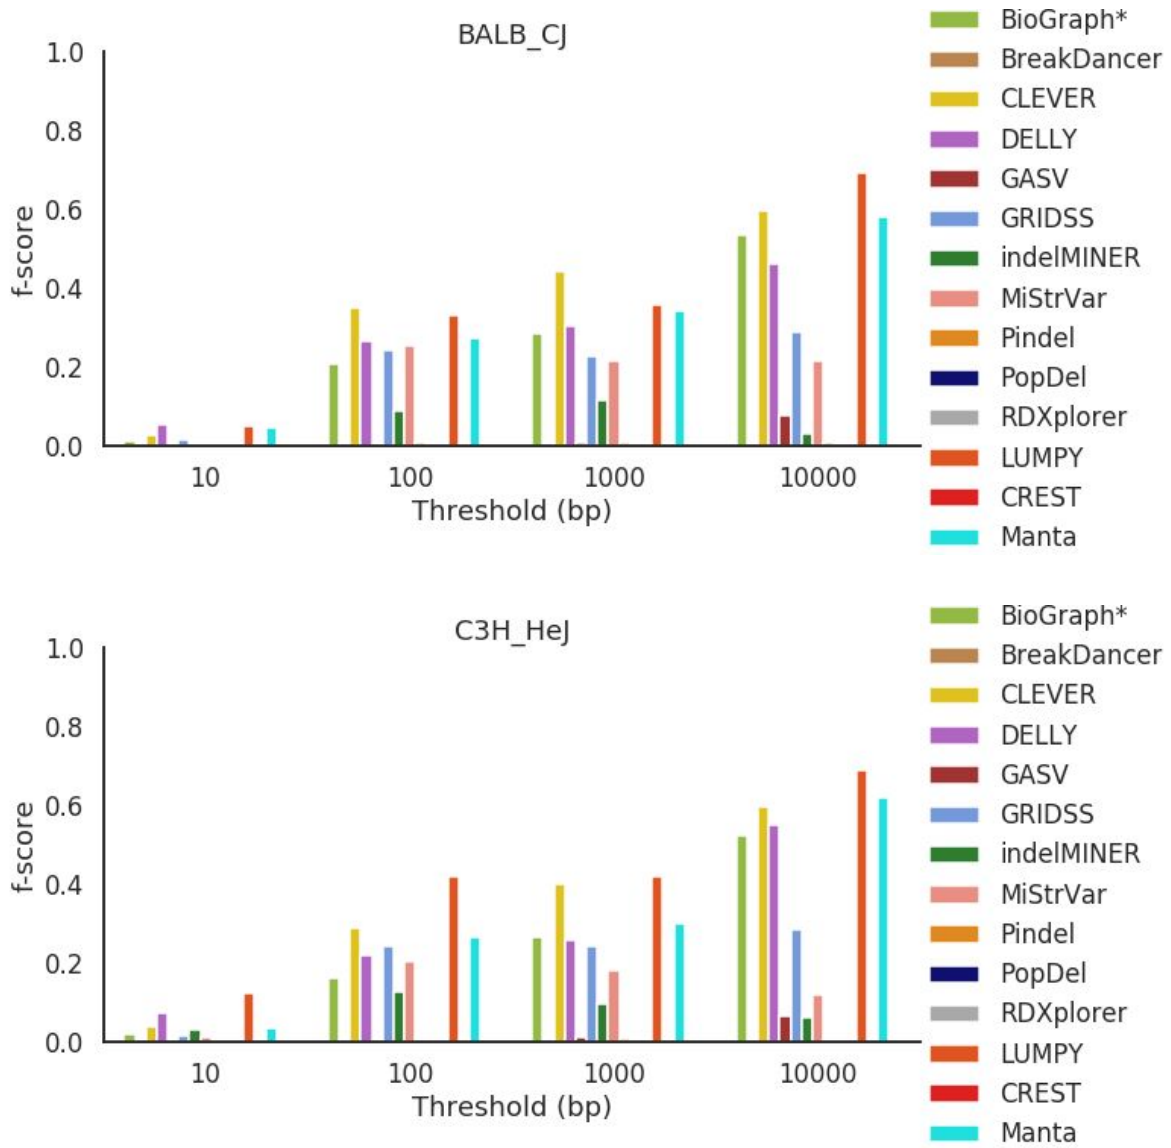 BALB_CJ
1.0
0.8
0.6
0.4
0.2
0.0
f-score
10 100 1000 10000
Threshold (bp)
BioGraph*
BreakDancer
CLEVER
DELLY
GASV
GRIDSS
indelMINER
MiStrVar
Pindel
PopDel
RDXplorer
LUMPY
CREST
Manta
C3H_HeJ
1.0
0.8
0.6
0.4
0.2
0.0
f-score
10 100 1000 10000
Threshold (bp)
BioGraph*
BreakDancer
CLEVER
DELLY
GASV
GRIDSS
indelMINER
MiStrVar
Pindel
PopDel
RDXplorer
LUMPY
CREST
Manta